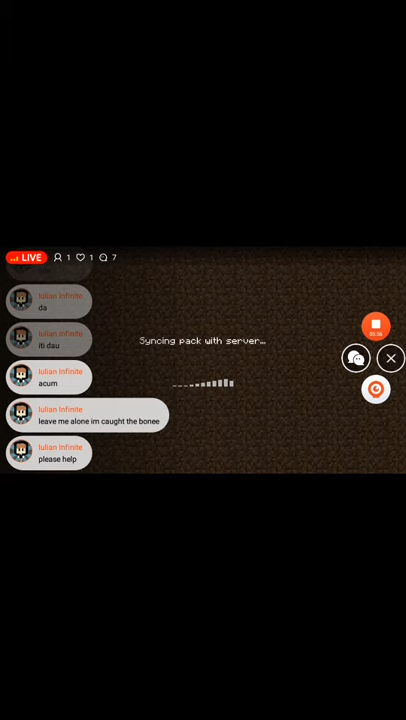 LIVE 1 1 7
Iulian Infinite
da
Iulian Infinite
iti dau
Syncing pack with server...
Iulian Infinite
acum
Iulian Infinite
leave me alone im caught the bonee
Iulian Infinite
please help